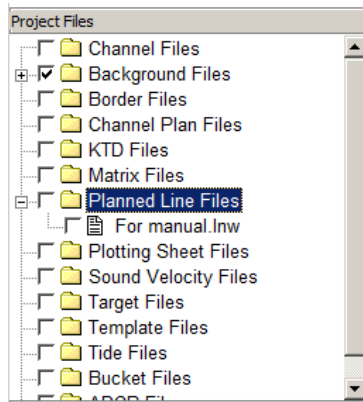 Project Files
Channel Files
Background Files
Border Files
Channel Plan Files
KTD Files
Matrix Files
Planned Line Files
For manual.lnw
Plotting Sheet Files
Sound Velocity Files
Target Files
Template Files
Tide Files
Bucket Files